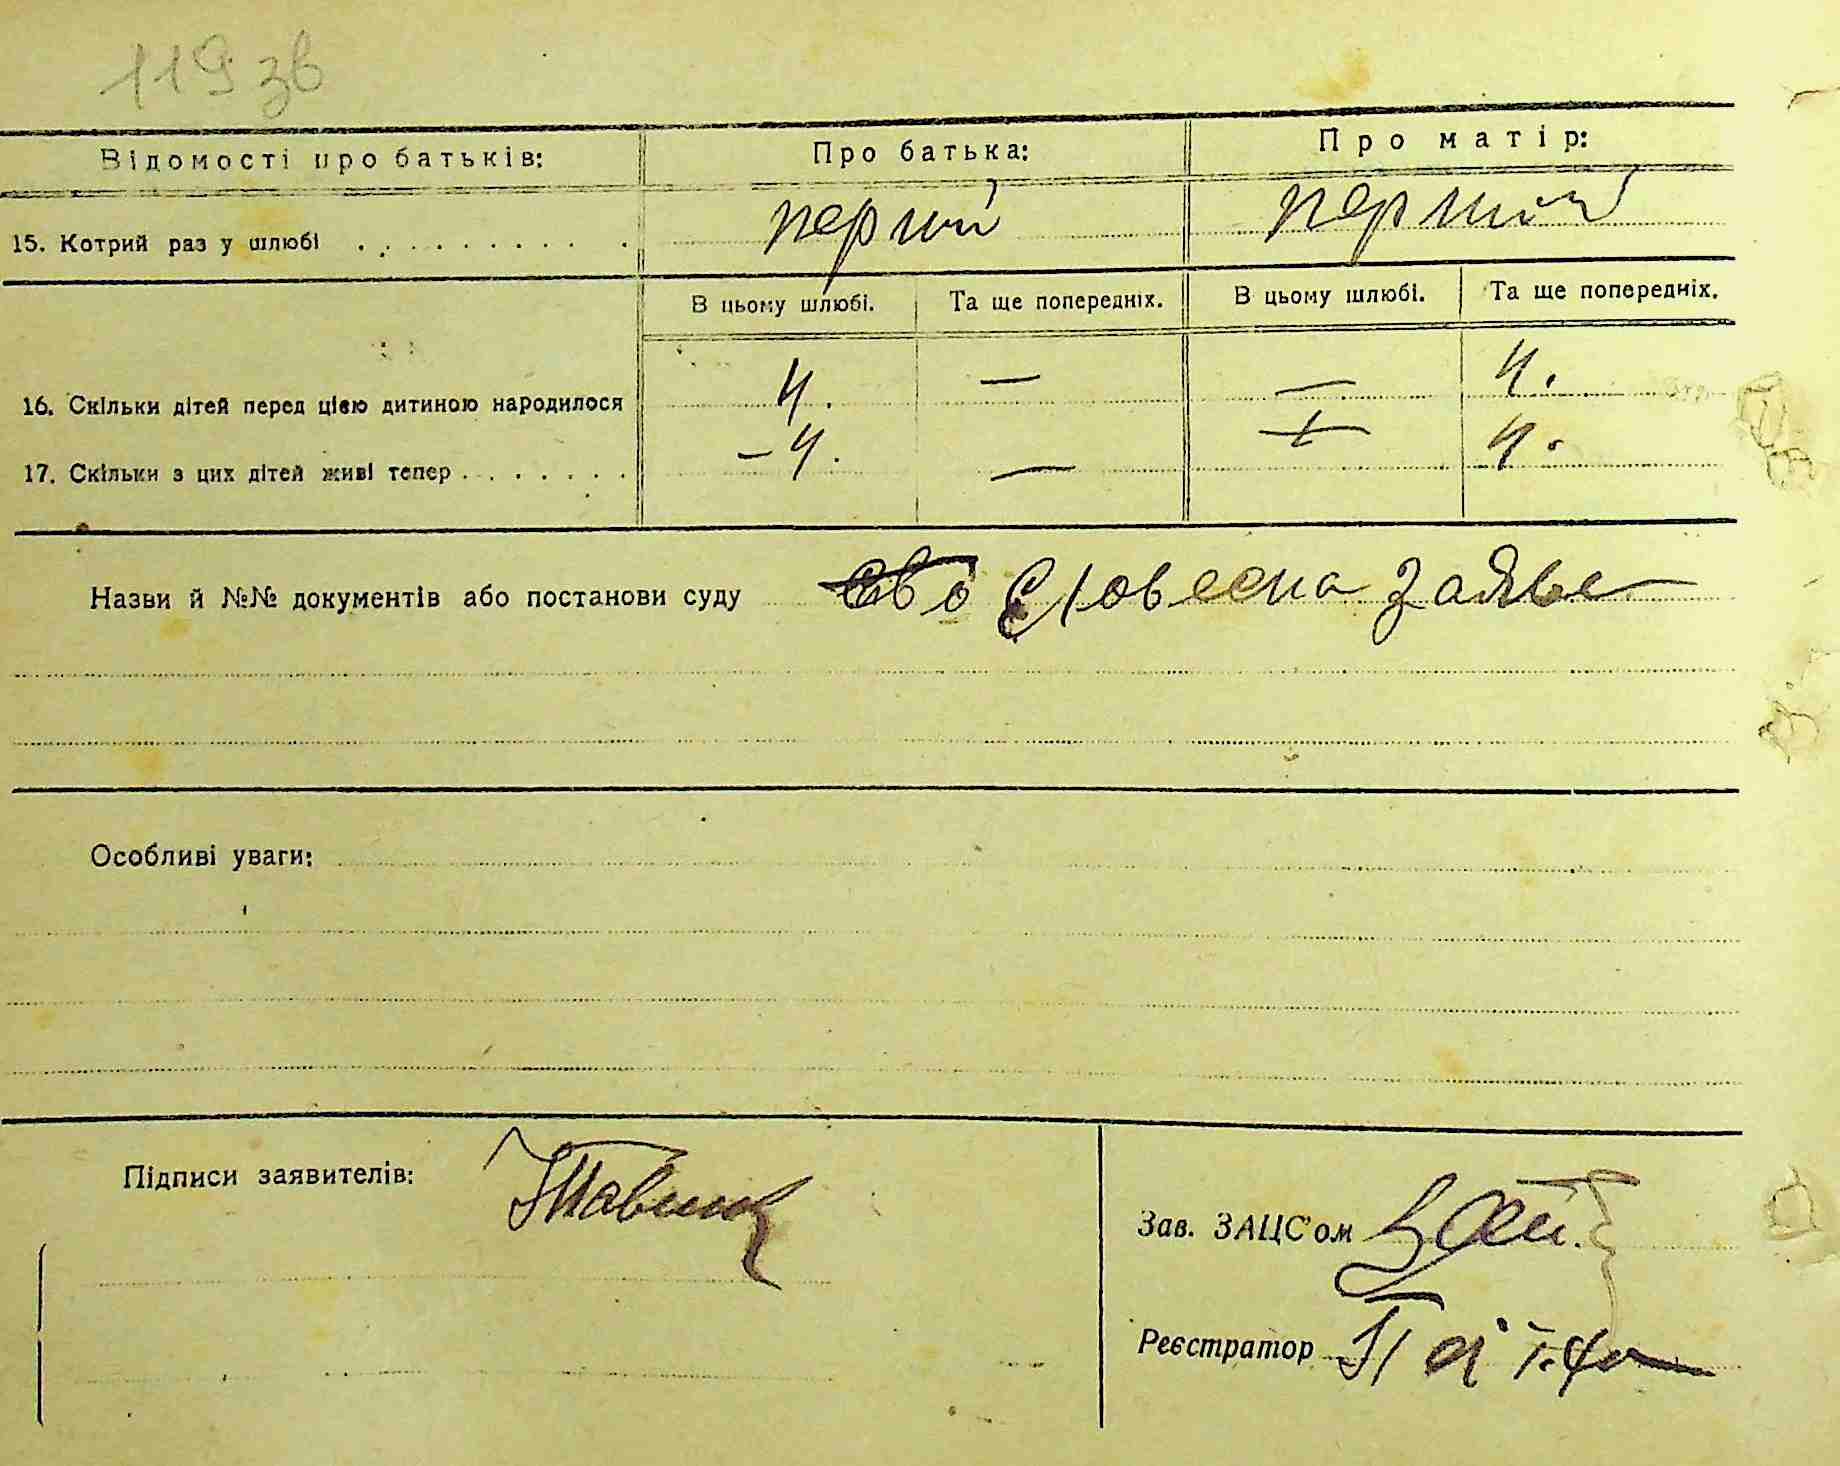 119 зв
Відомості про батьків: Про батька: Про матір:
15. Котрий раз у шлюбі . . . . . . . . . . перший перший
В цьому шлюбі. Та ще попередніх. В цьому шлюбі. Та ще попередніх.
16. Скільки дітей перед цією дитиною народилося 4. — — 4.
17. Скільки з цих дітей живі тепер . . . . . . . -4. — — 4.
Назви й №№ документів або постанови суду Словесна заява
Особливі уваги:
Підписи заявителів:
Зав. ЗАЦС'ом
Реєстратор